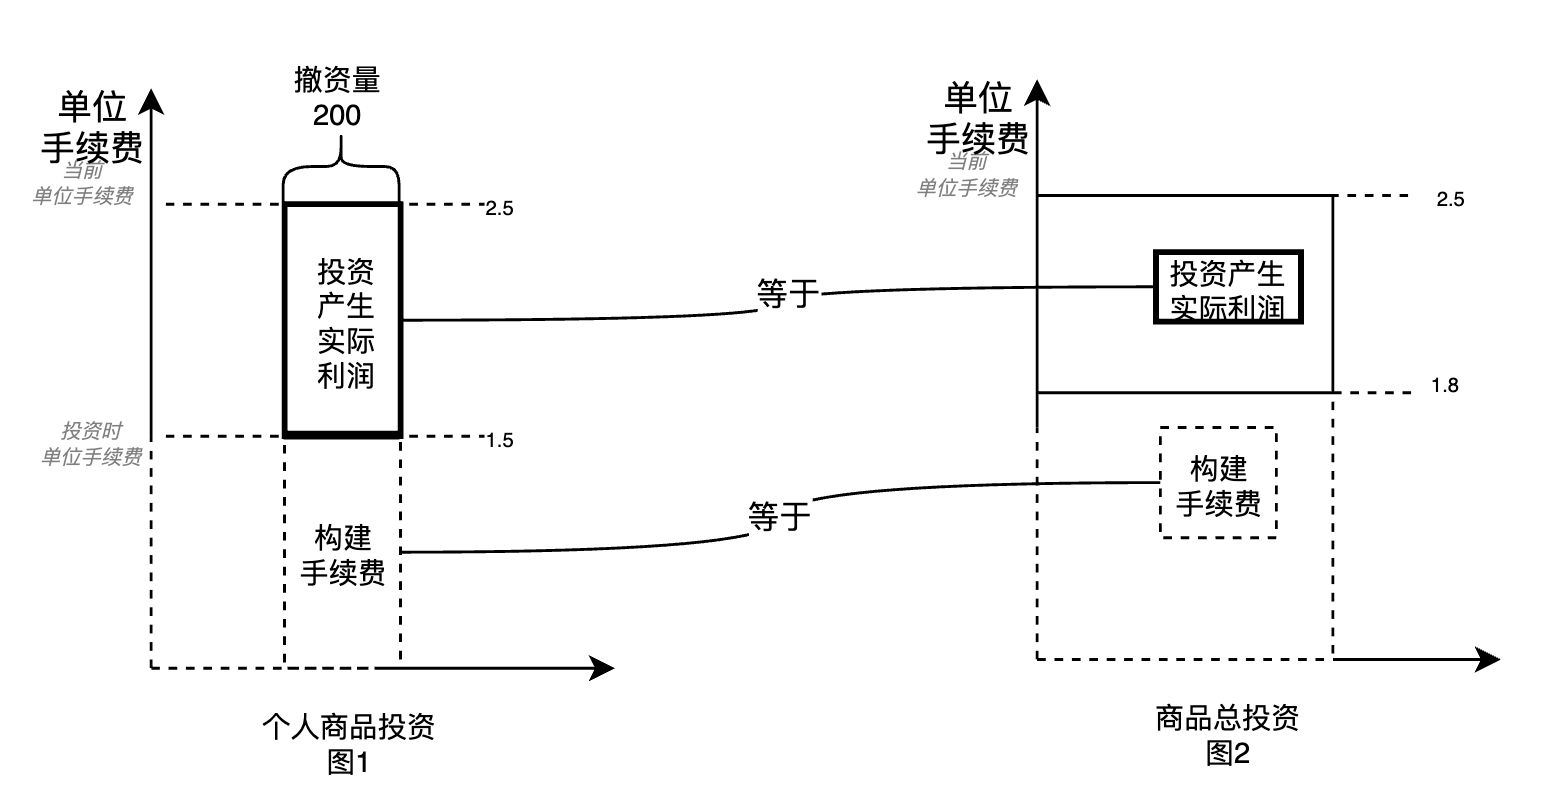 撤资量
200
单位
手续费
当前
单位手续费
2.5
投资
产生
实际
利润
投资时
单位手续费
1.5
构建
手续费
个人商品投资
图1
等于
等于
单位
手续费
当前
单位手续费
2.5
投资产生
实际利润
1.8
构建
手续费
商品总投资
图2